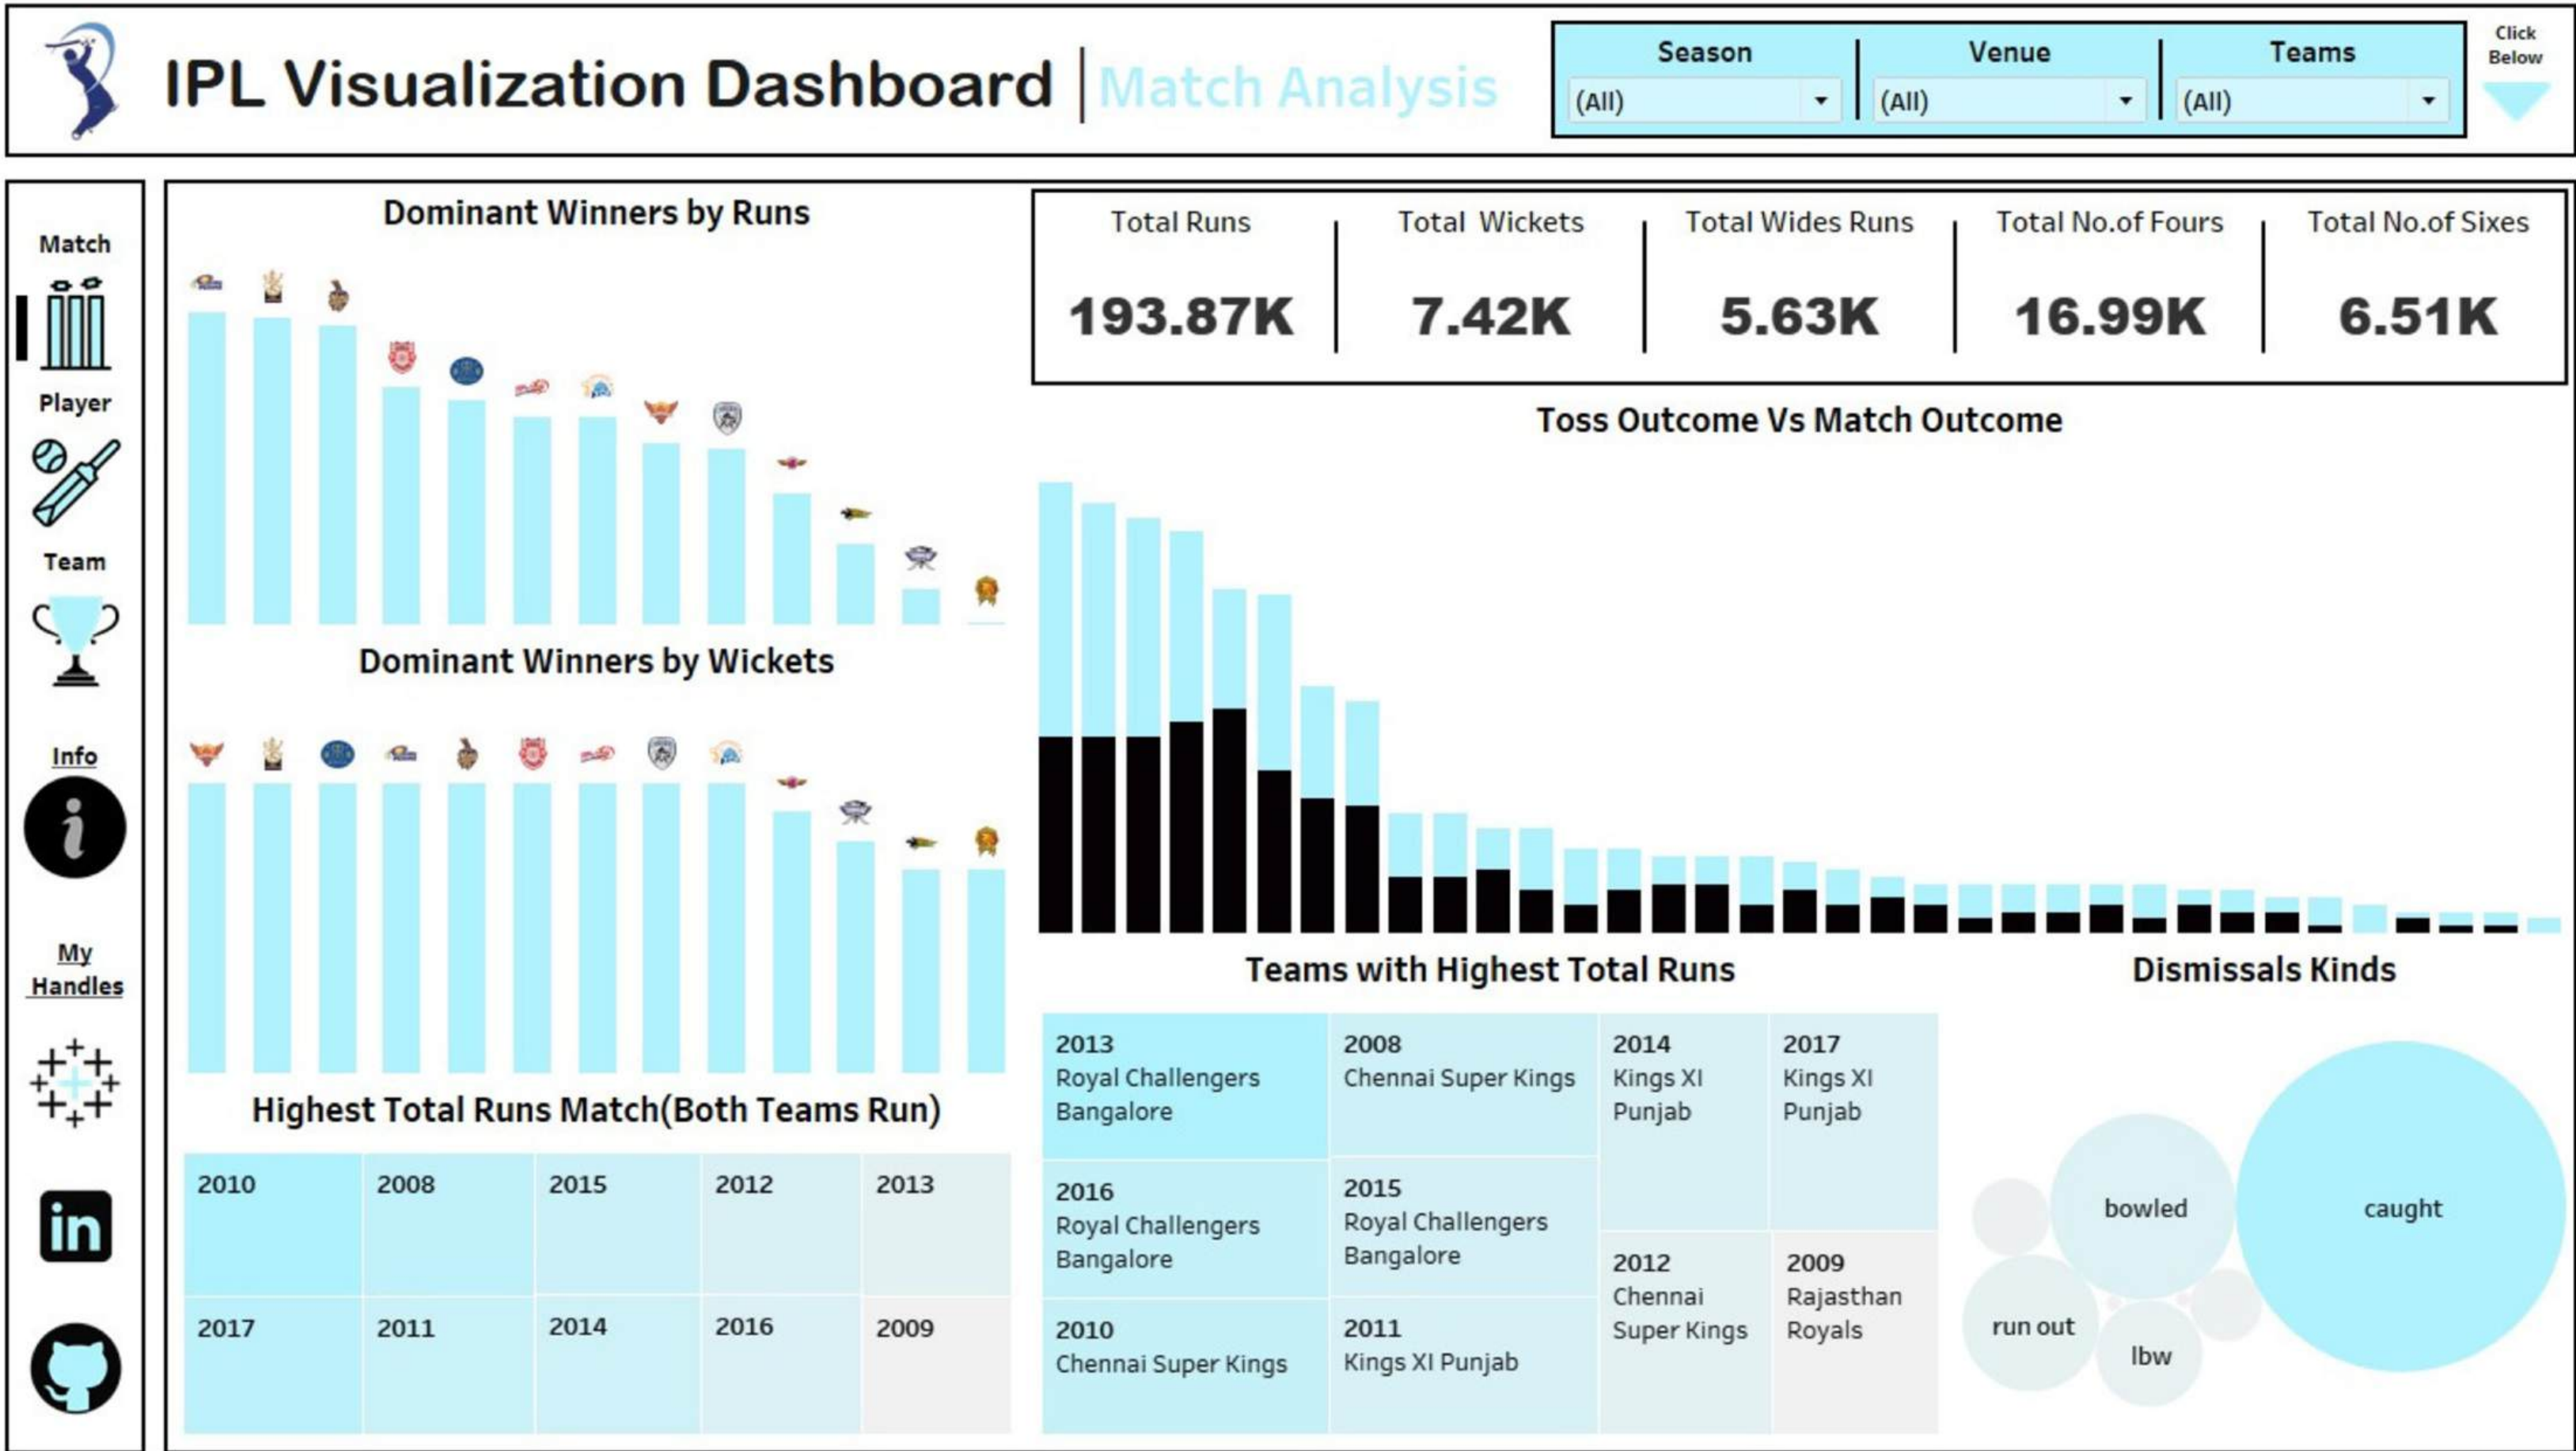 IPL Visualization Dashboard
Match Analysis
Season
Venue
Teams
(All)
(All)
(All)
Click
Below
Match
Player
Team
Info
i
My
Handles
in
Dominant Winners by Runs
Dominant Winners by Wickets
Highest Total Runs Match(Both Teams Run)
2010
2008
2015
2012
2013
2017
2011
2014
2016
2009
Total Runs
193.87K
Total Wickets
7.42K
Total Wides Runs
5.63K
Total No.of Fours
16.99K
Total No.of Sixes
6.51K
Toss Outcome Vs Match Outcome
Teams with Highest Total Runs
2013
Royal Challengers
Bangalore
2016
Royal Challengers
Bangalore
2010
Chennai Super Kings
2008
Chennai Super Kings
2015
Royal Challengers
Bangalore
2011
Kings XI Punjab
2014
Kings XI
Punjab
2017
Kings XI
Punjab
2012
Chennai
Super Kings
2009
Rajasthan
Royals
Dismissals Kinds
bowled
caught
run out
lbw